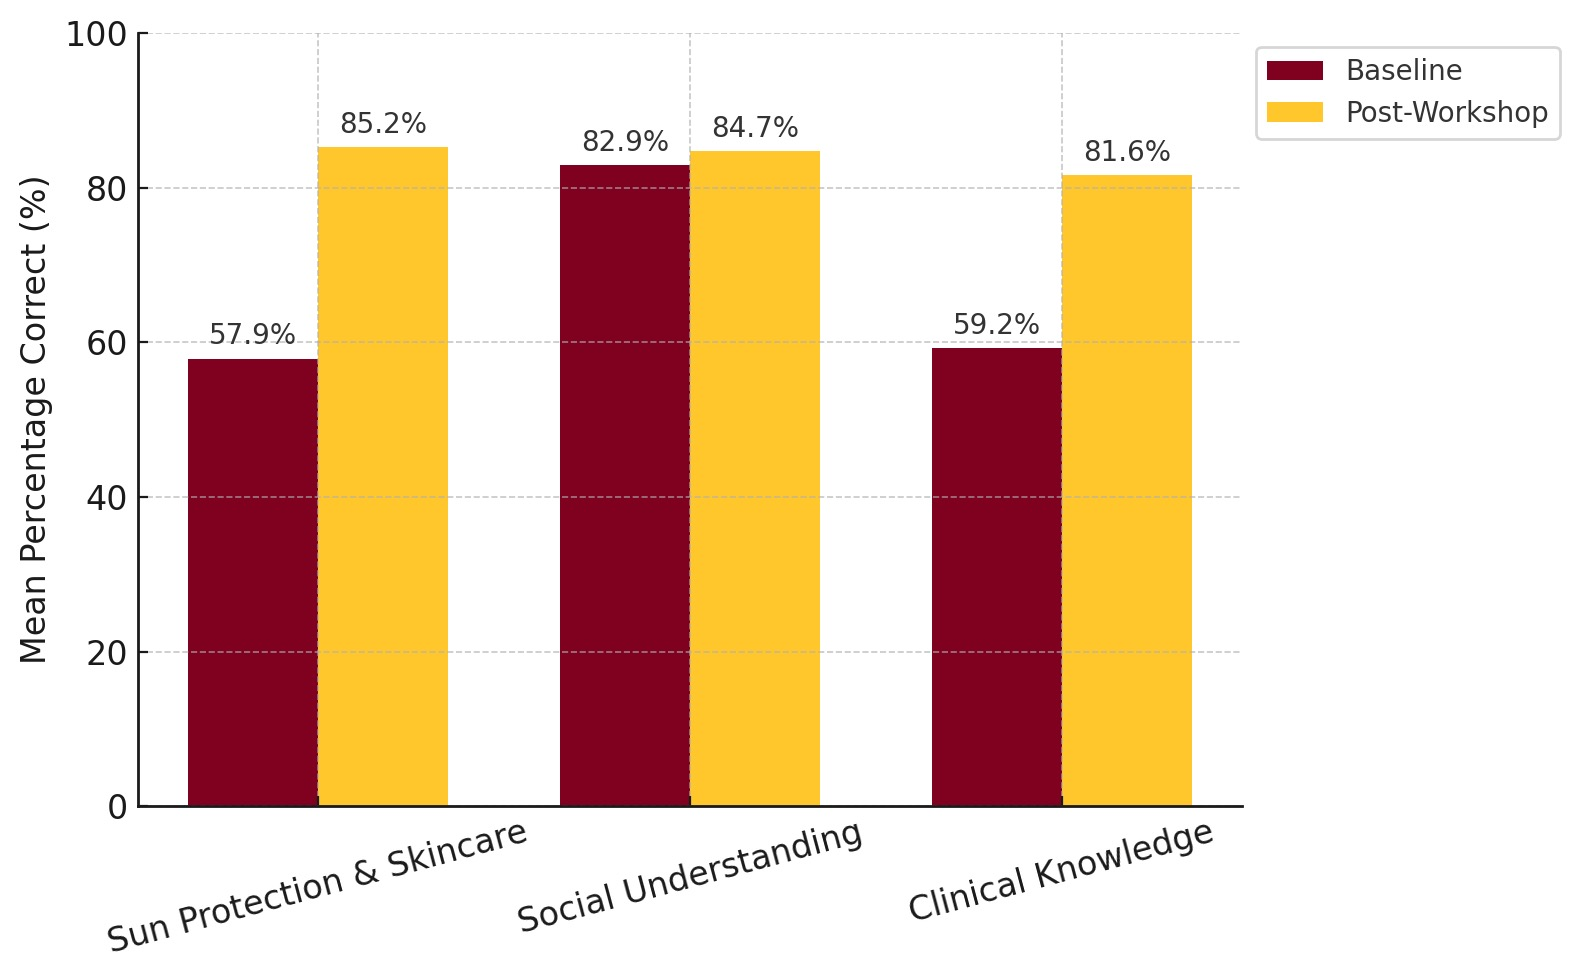 100
80
60
40
20
0
Mean Percentage Correct (%)
57.9%
85.2%
82.9%
84.7%
59.2%
81.6%
Sun Protection & Skincare
Social Understanding
Clinical Knowledge
Baseline
Post-Workshop